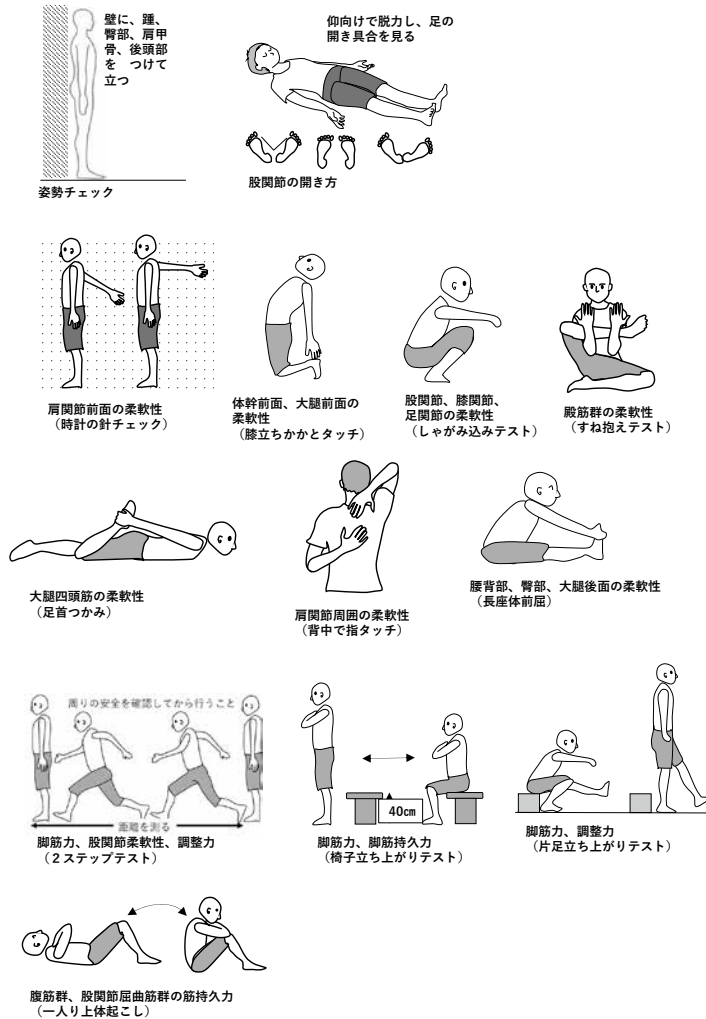 壁に、踵、
臀部、肩甲
骨、後頭部
を つけて
立つ
姿勢チェック
仰向けで脱力し、足の
開き具合を見る
股関節の開き方
肩関節前面の柔軟性
(時計の針チェック)
体幹前面、大腿前面の
柔軟性
(膝立ちかかとタッチ)
股関節、膝関節、
足関節の柔軟性
(しゃがみ込みテスト)
殿筋群の柔軟性
(すね抱えテスト)
大腿四頭筋の柔軟性
(足首つかみ)
肩関節周囲の柔軟性
(背中で指タッチ)
腰背部、臀部、大腿後面の柔軟性
(長座体前屈)
周りの安全を確認してから行うこと
距離を測る
脚筋力、股関節柔軟性、調整力
(２ステップテスト)
40㎝
脚筋力、脚筋持久力
(椅子立ち上がりテスト)
脚筋力、調整力
(片足立ち上がりテスト)
腹筋群、股関節屈曲筋群の筋持久力
(一人り上体起こし)